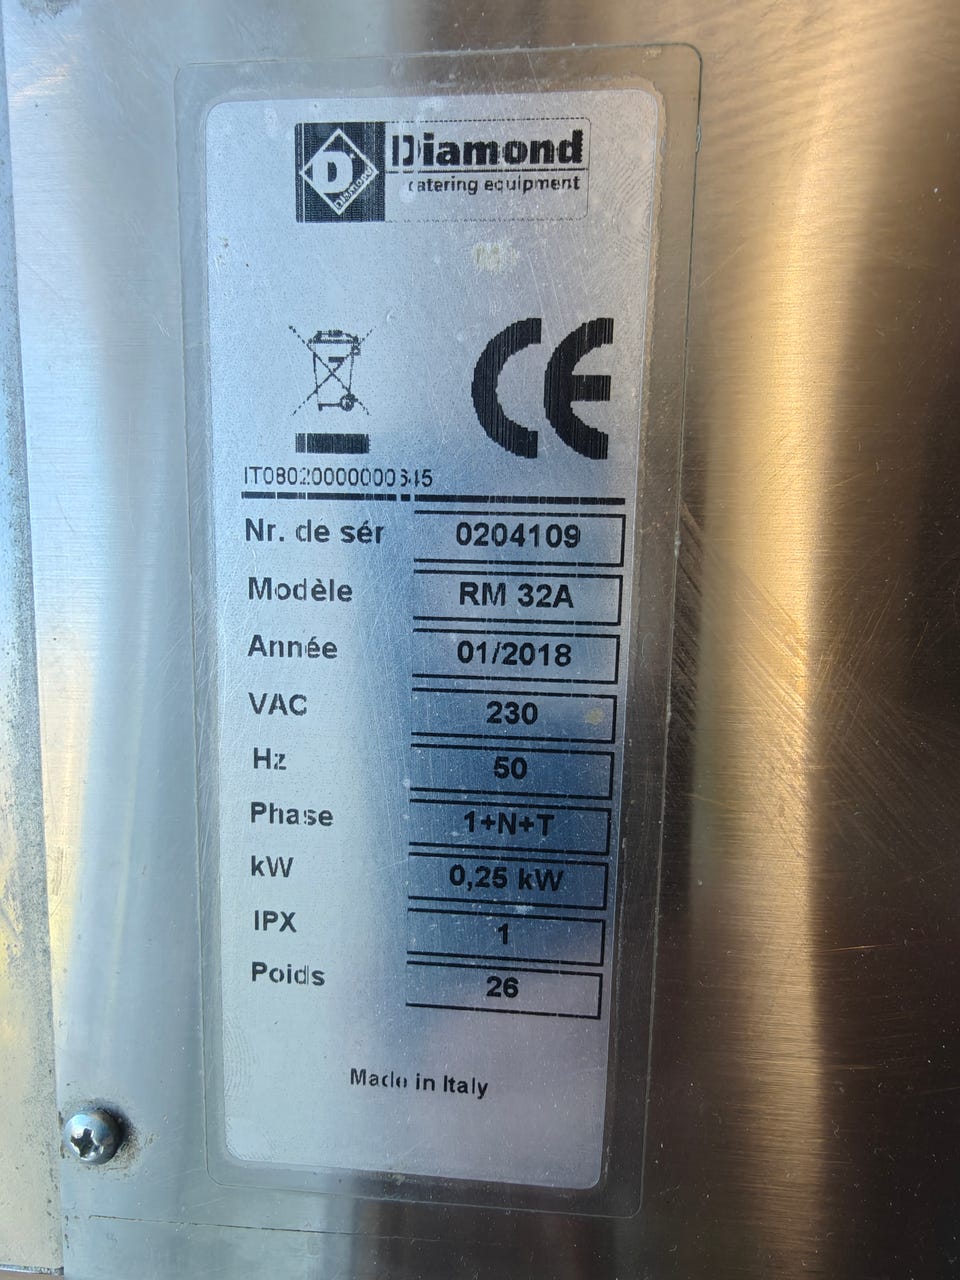 D
Diamond
Diamond
catering equipment
CE
Nr. de sér 0204109
Modèle RM 32A
Année 01/2018
VAC 230
Hz 50
Phase 1+N+T
kW 0,25 kW
IPX 1
Poids 26
Made in Italy